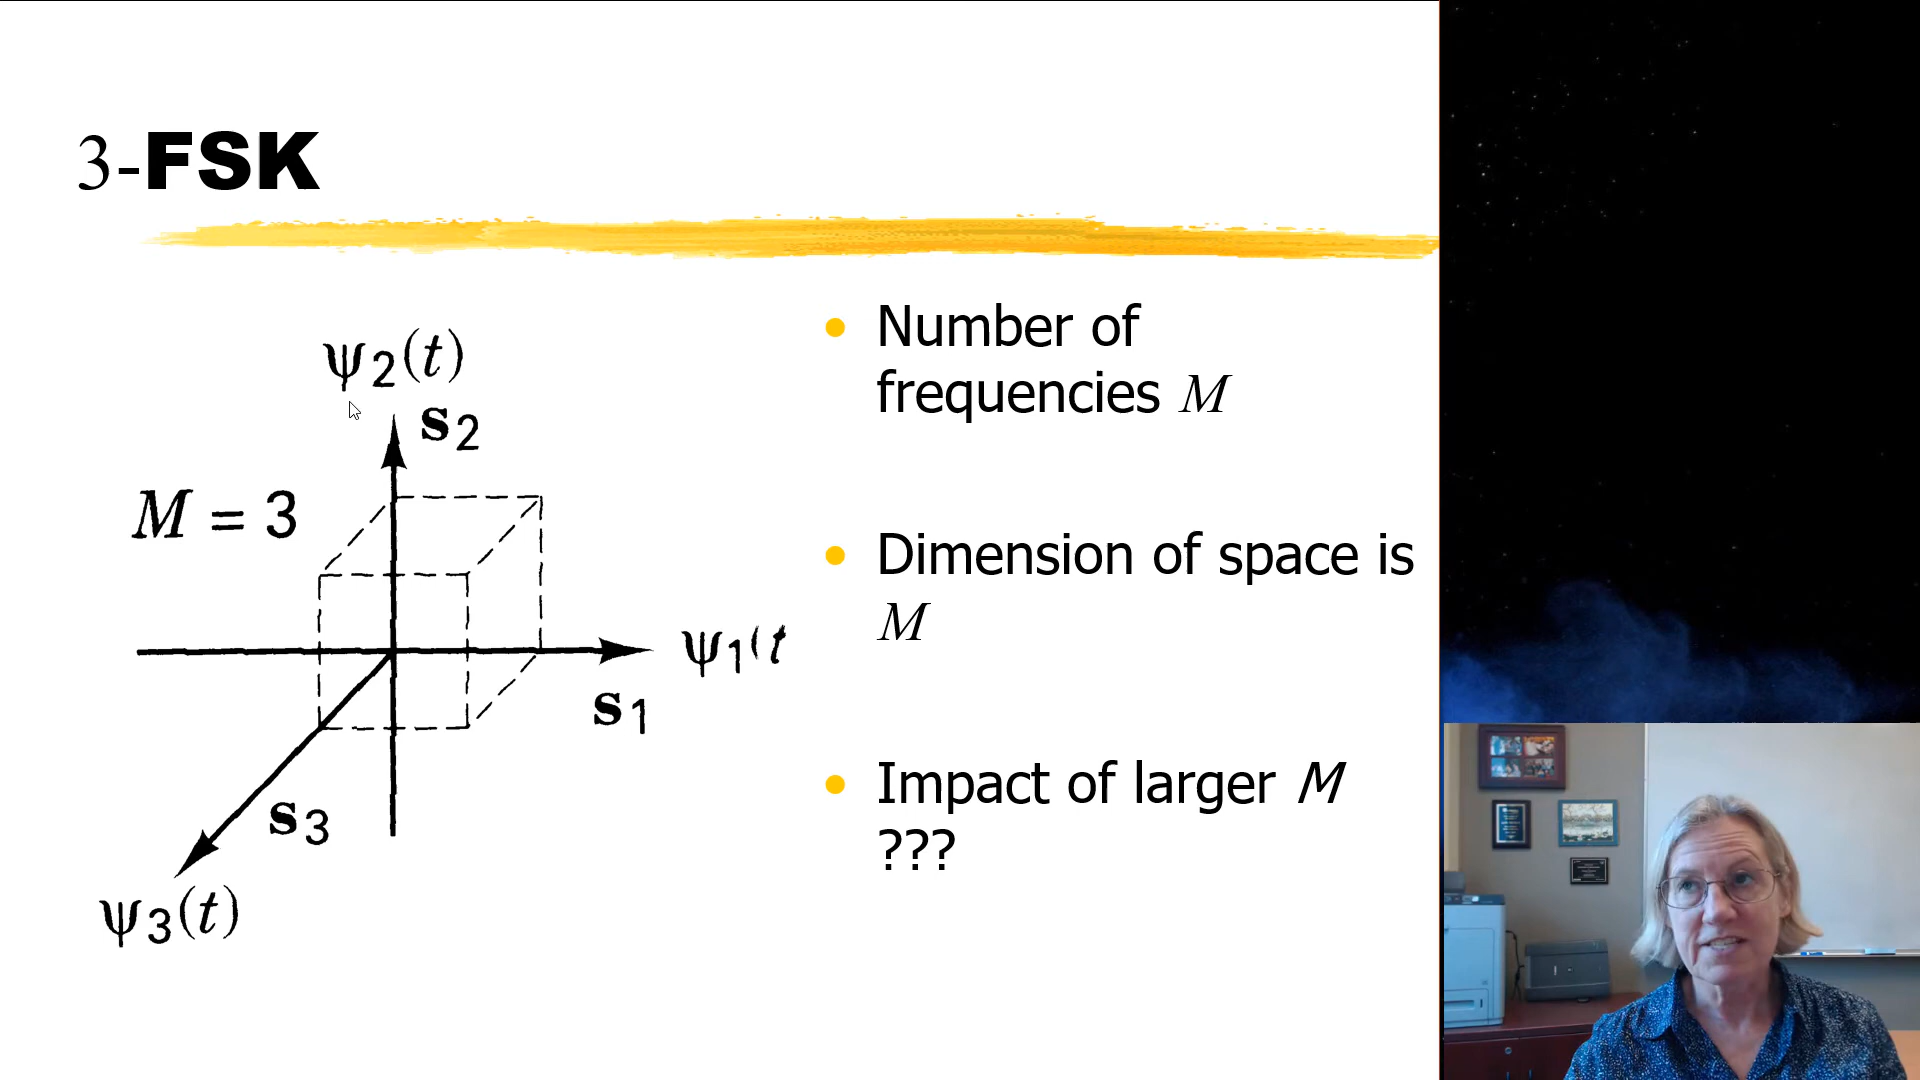 3-FSK
ψ2(t)
s2
M = 3
ψ1(t
s1
s3
ψ3(t)
• Number of
frequencies M
• Dimension of space is
M
• Impact of larger M
???